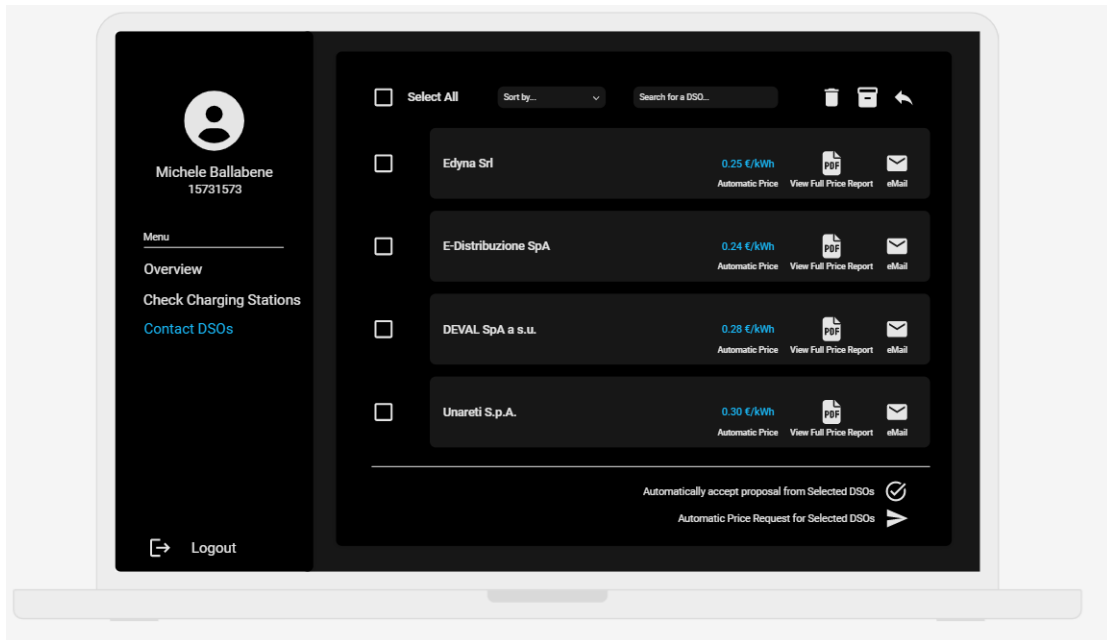 Michele Ballabene
15731573
Menu
Overview
Check Charging Stations
Contact DSOs
Logout
Select All
Sort by...
Search for a DSO...
Edyna Srl
0.25 €/kWh
Automatic Price
PDF
View Full Price Report
eMail
E-Distribuzione SpA
0.24 €/kWh
Automatic Price
PDF
View Full Price Report
eMail
DEVAL SpA a s.u.
0.28 €/kWh
Automatic Price
PDF
View Full Price Report
eMail
Unareti S.p.A.
0.30 €/kWh
Automatic Price
PDF
View Full Price Report
eMail
Automatically accept proposal from Selected DSOs
Automatic Price Request for Selected DSOs